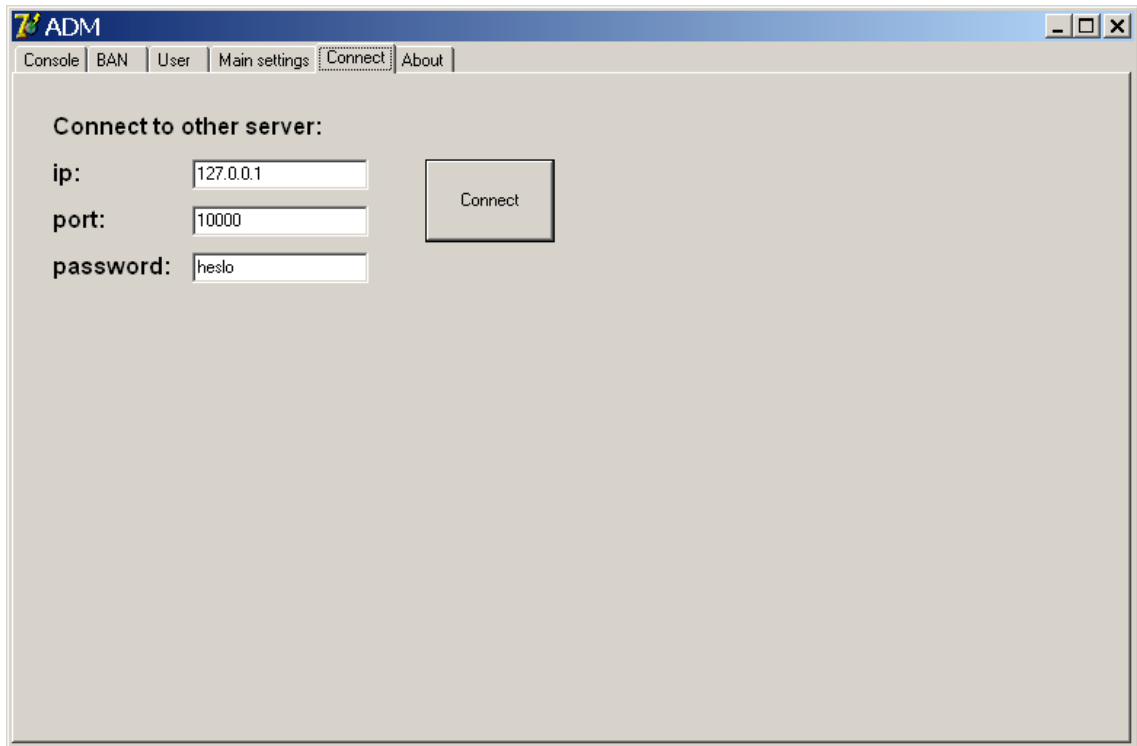 ADM
Console BAN User Main settings Connect About
Connect to other server:
ip: 127.0.0.1
Connect
port: 10000
password: heslo